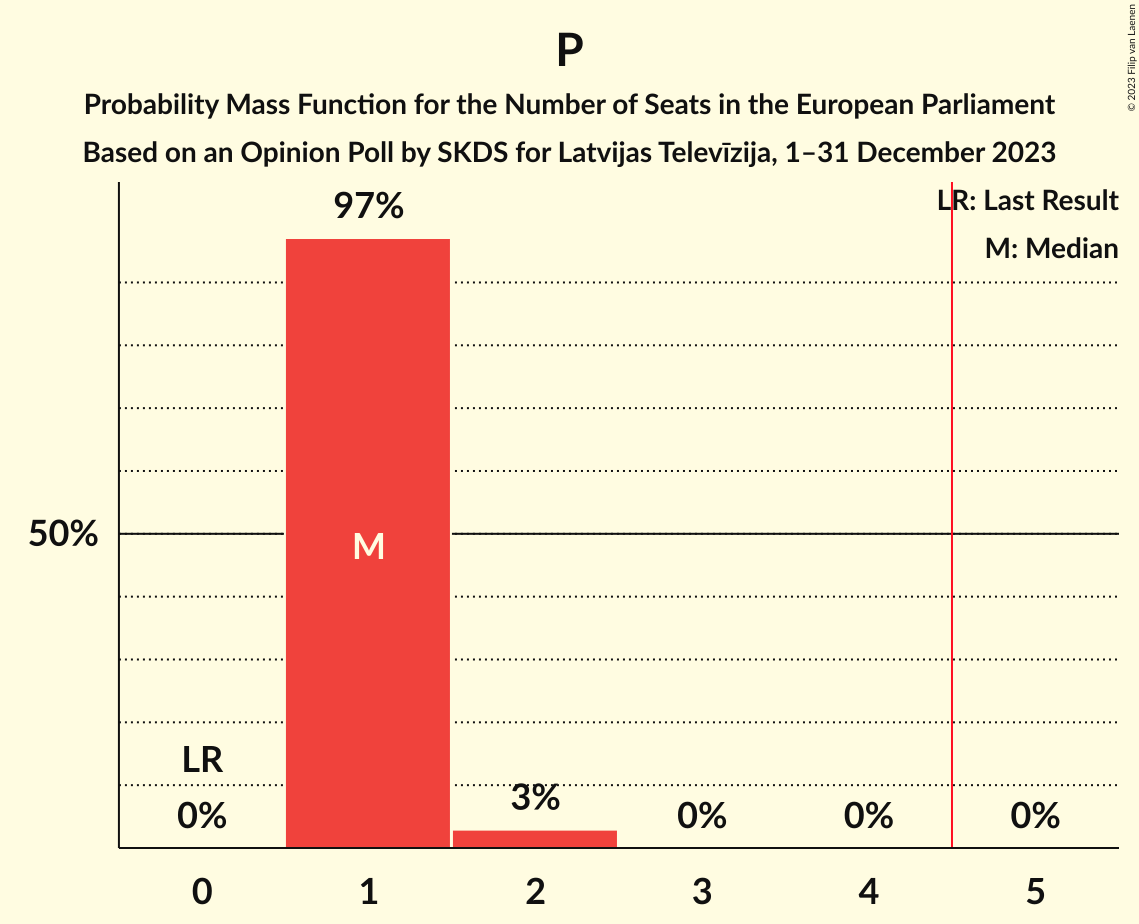 P
Probability Mass Function for the Number of Seats in the European Parliament
Based on an Opinion Poll by SKDS for Latvijas Televīzija, 1–31 December 2023
© 2023 Filip van Laenen
LR: Last Result
M: Median
97%
50%
M
LR
0%
3%
0%
0%
0%
0 1 2 3 4 5